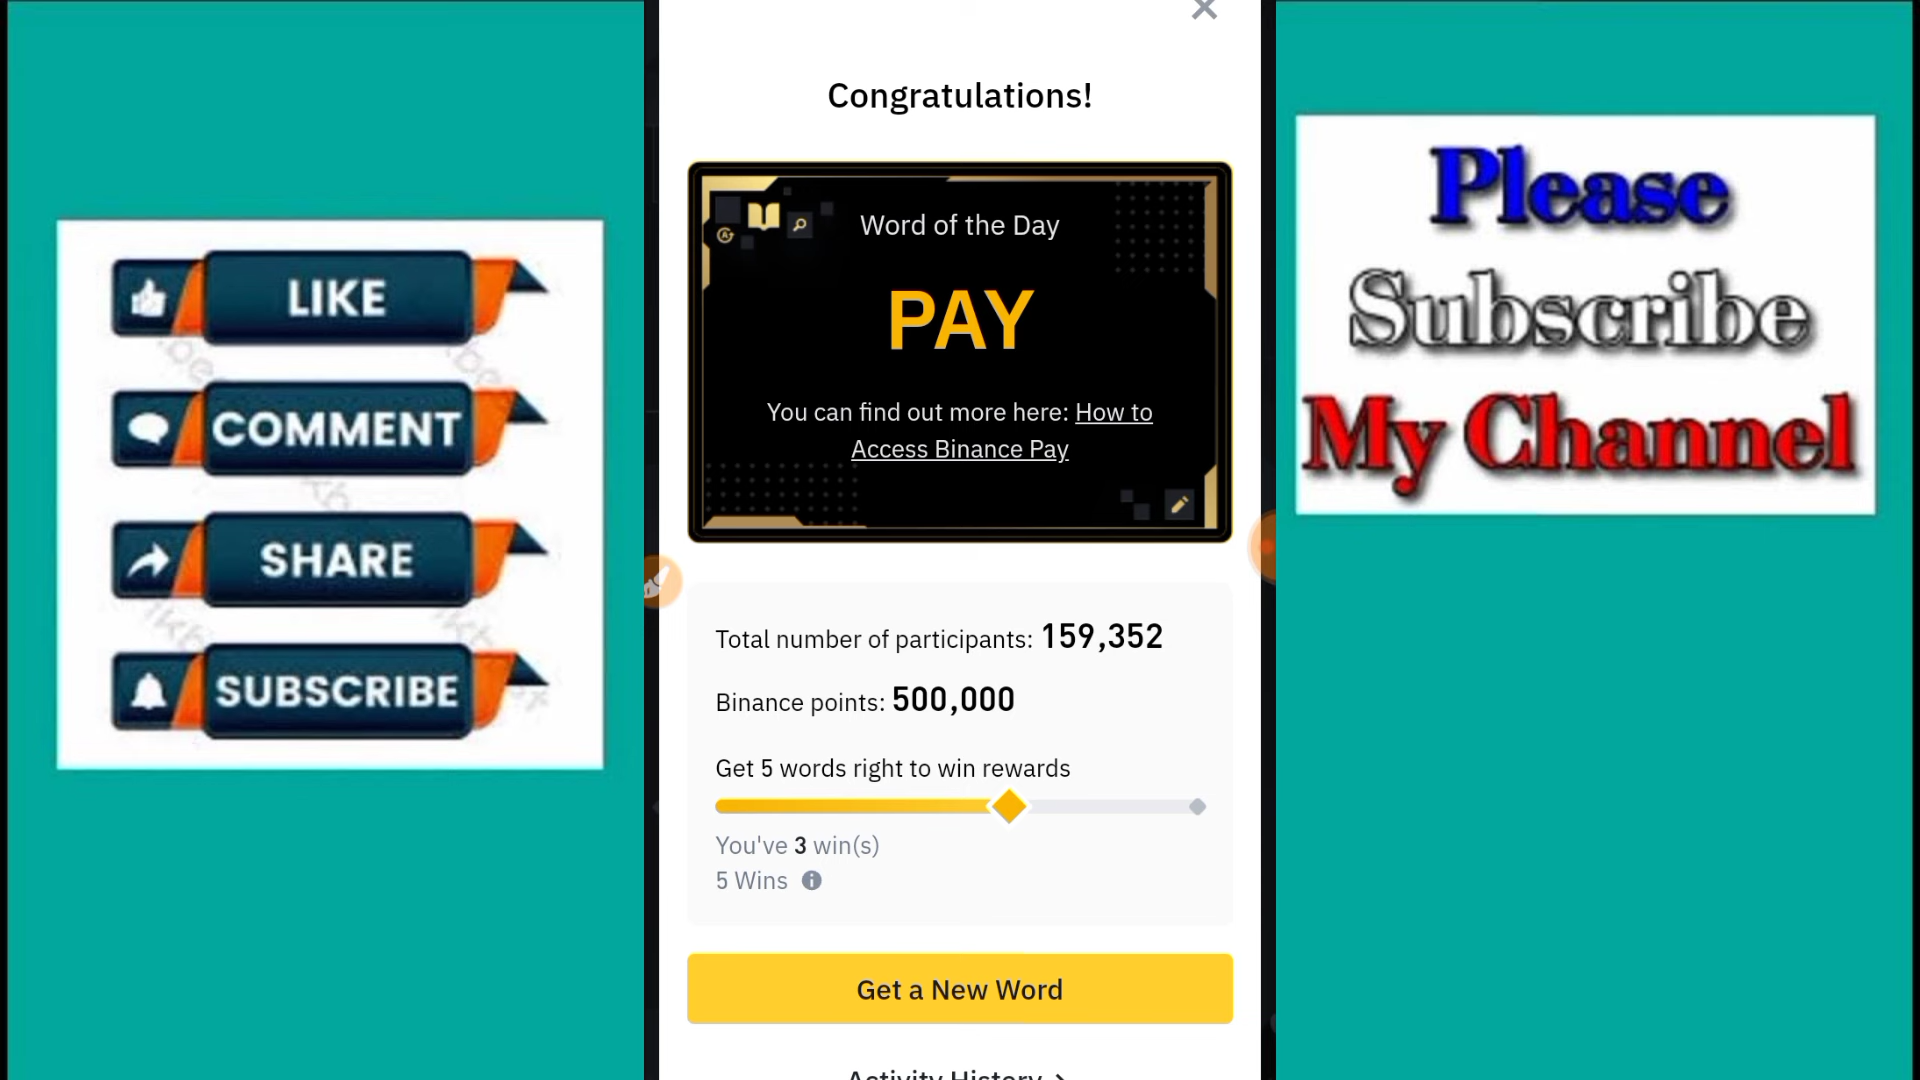 LIKE
COMMENT
SHARE
SUBSCRIBE
Congratulations!
Word of the Day
PAY
You can find out more here: How to
Access Binance Pay
Total number of participants: 159,352
Binance points: 500,000
Get 5 words right to win rewards
You've 3 win(s)
5 Wins
Get a New Word
Activity History >
Please
Subscribe
My Channel